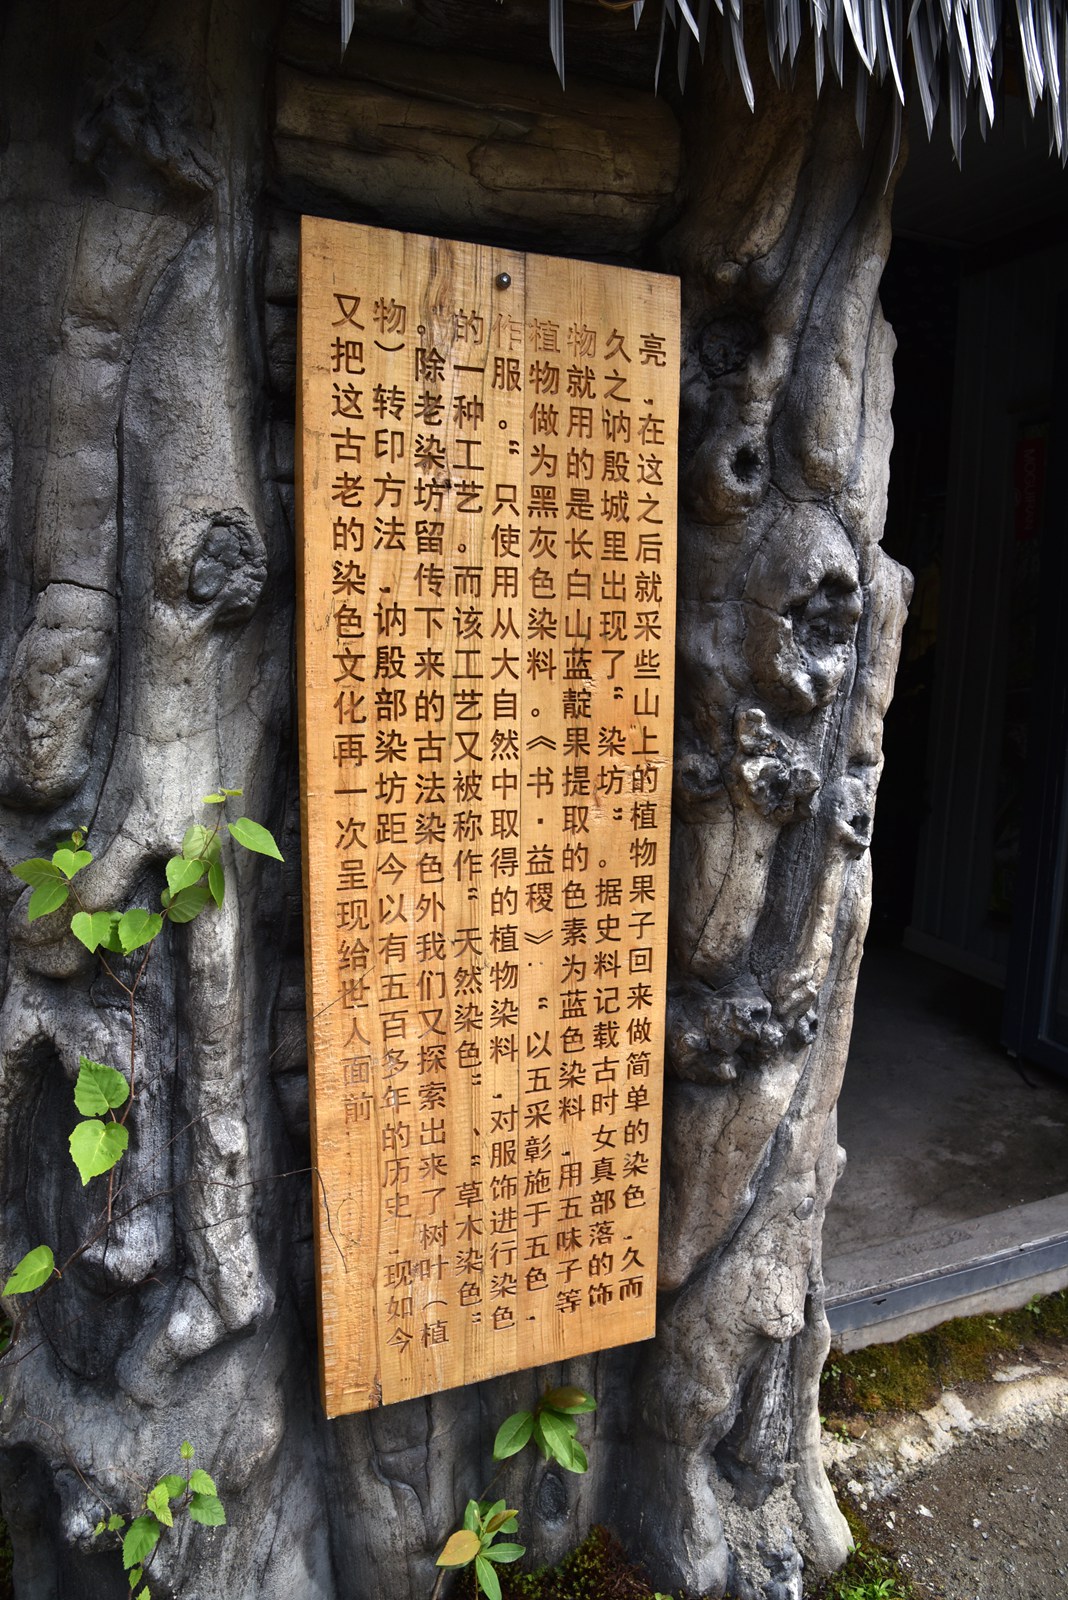 亮，在这之后就采些山上的植物果子回来做简单的染色，久而
久之讷殷城里出现了“染坊”。据史料记载古时女真部落的饰
物就用的是长白山蓝靛果提取的色素为蓝色染料，用五味子等
植物做为黑灰色染料。《书·益稷》：“以五采彰施于五色，
作服。“只使用从大自然中取得的植物染料，对服饰进行染色
的一种工艺。而该工艺又被称作“天然染色”、“草木染色”
。除老染坊留传下来的古法染色外我们又探索出来了树叶（植
物）转印方法，讷殷部染坊距今以有五百多年的历史，现如今
又把这古老的染色文化再一次呈现给世人面前